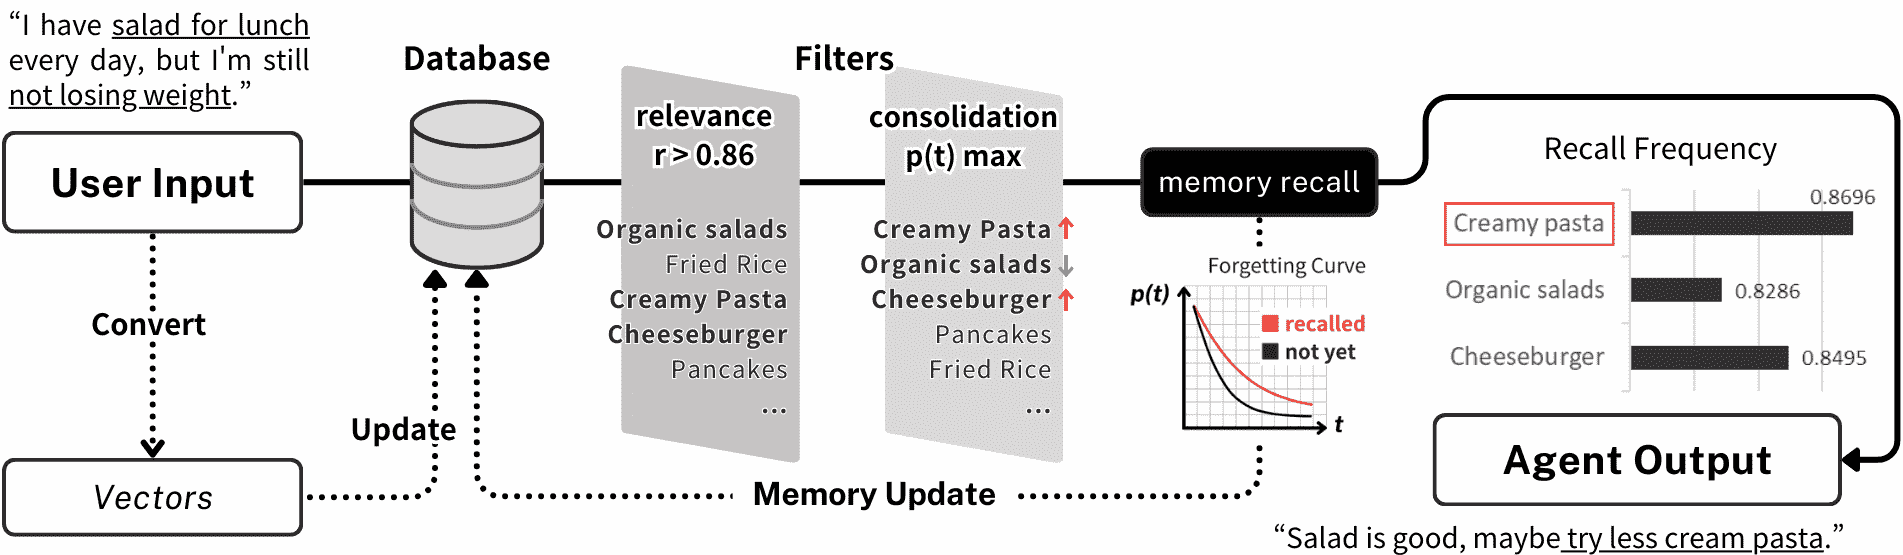 “I have salad for lunch
every day, but I'm still
not losing weight.”
User Input
Convert
Vectors
Update
Database
Filters
relevance
r > 0.86
Organic salads
Fried Rice
Creamy Pasta
Cheeseburger
Pancakes
...
consolidation
p(t) max
Creamy Pasta ↑
Organic salads ↓
Cheeseburger ↑
Pancakes
Fried Rice
...
memory recall
Forgetting Curve
p(t)
recalled
not yet
t
Memory Update
Recall Frequency
Creamy pasta 0.8696
Organic salads 0.8286
Cheeseburger 0.8495
Agent Output
“Salad is good, maybe try less cream pasta.”